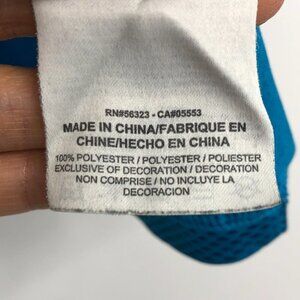 RN#56323 - CA#05553
MADE IN CHINA/FABRIQUE EN
CHINE/HECHO EN CHINA
100% POLYESTER / POLYESTER / POLIESTER
EXCLUSIVE OF DECORATION / DECORATION
NON COMPRISE / NO INCLUYE LA
DECORACION